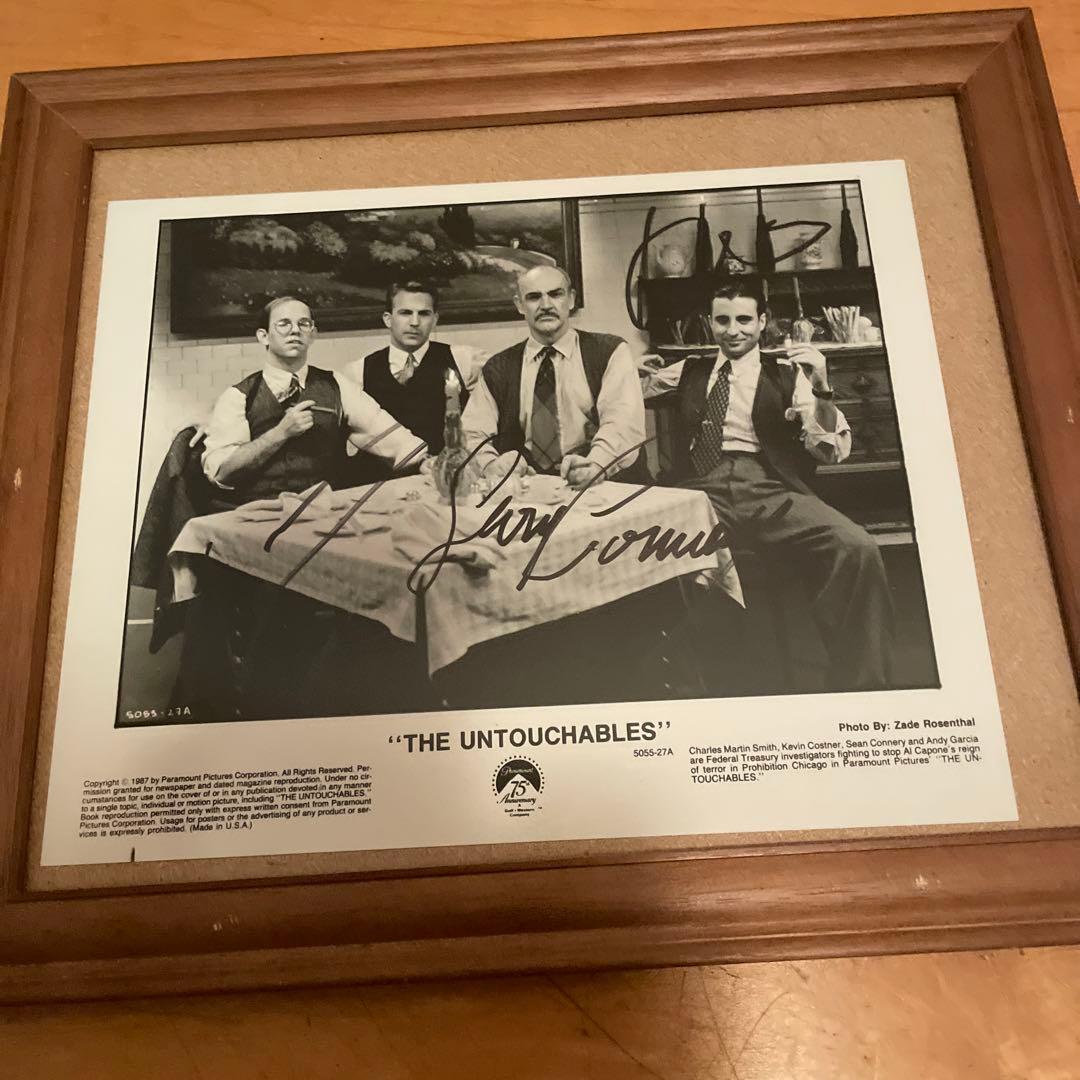 Sean Connery
5055-27A
"THE UNTOUCHABLES"
5055-27A
Photo By: Zade Rosenthal
Charles Martin Smith, Kevin Costner, Sean Connery and Andy Garcia
are Federal Treasury investigators fighting to stop Al Capone's reign
of terror in Prohibition Chicago in Paramount Pictures' "THE UN-
TOUCHABLES."
Copyright © 1987 by Paramount Pictures Corporation. All Rights Reserved. Per-
mission granted for newspaper and dated magazine reproduction. Under no cir-
cumstances for use on the cover of or in any publication devoted in any manner
to a single topic, individual or motion picture, including "THE UNTOUCHABLES."
Book reproduction permitted only with express written consent from Paramount
Pictures Corporation. Usage for posters or the advertising of any product or ser-
vices is expressly prohibited. (Made in U.S.A.)
Paramount
75th
Anniversary
A
Gulf + Western
Company